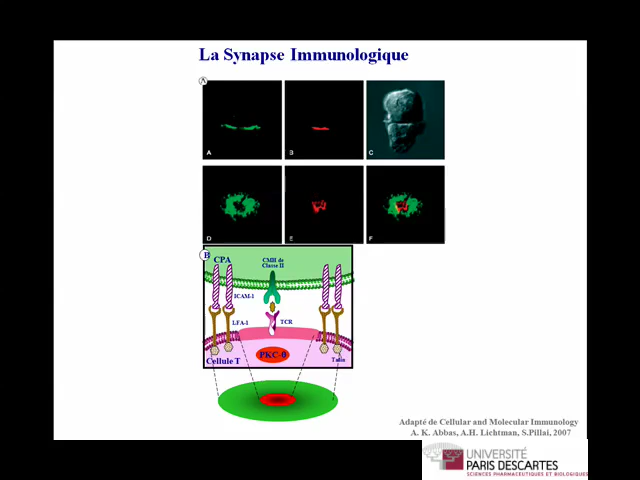 La Synapse Immunologique
A
A
B
C
D
E
F
B
CPA
CMH de
Classe II
ICAM-1
LFA-1
TCR
PKC-θ
Cellule T
Talin
Adapté de Cellular and Molecular Immunology
A. K. Abbas, A.H. Lichtman, S.Pillai, 2007
UNIVERSITÉ
PARIS DESCARTES
SCIENCES PHARMACEUTIQUES ET BIOLOGIQUES